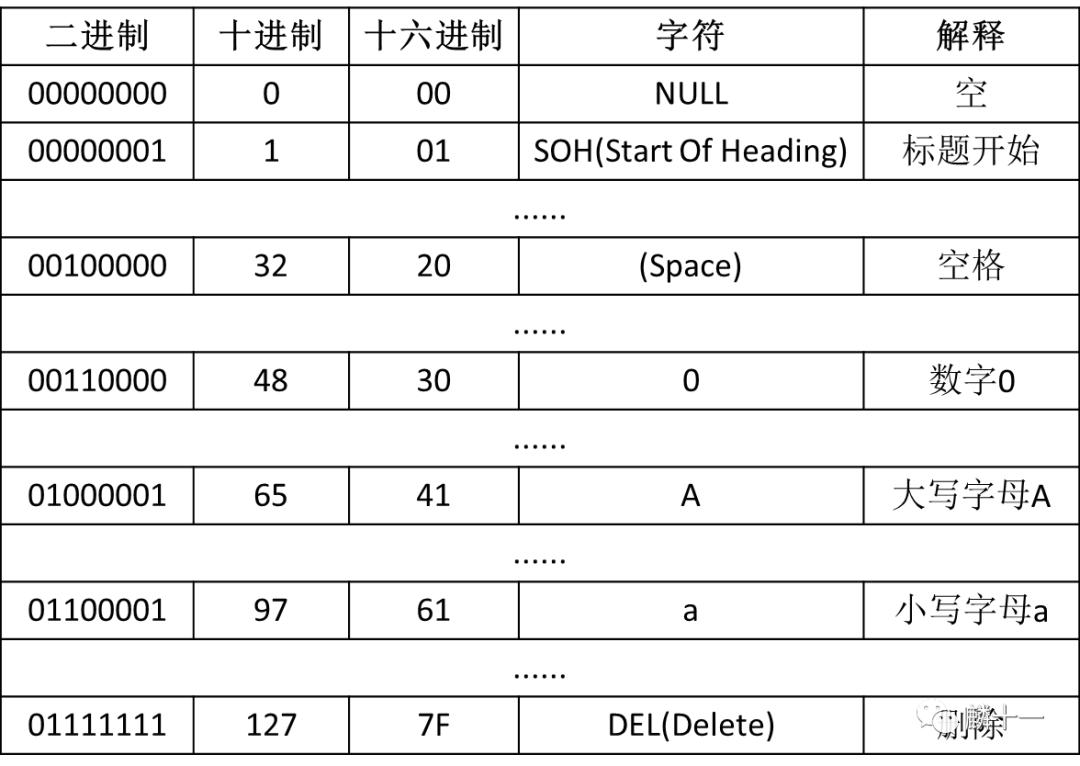 二进制 十进制 十六进制 字符 解释
00000000 0 00 NULL 空
00000001 1 01 SOH(Start Of Heading) 标题开始
......
00100000 32 20 (Space) 空格
......
00110000 48 30 0 数字0
......
01000001 65 41 A 大写字母A
......
01100001 97 61 a 小写字母a
......
01111111 127 7F DEL(Delete) 删除
麟十一